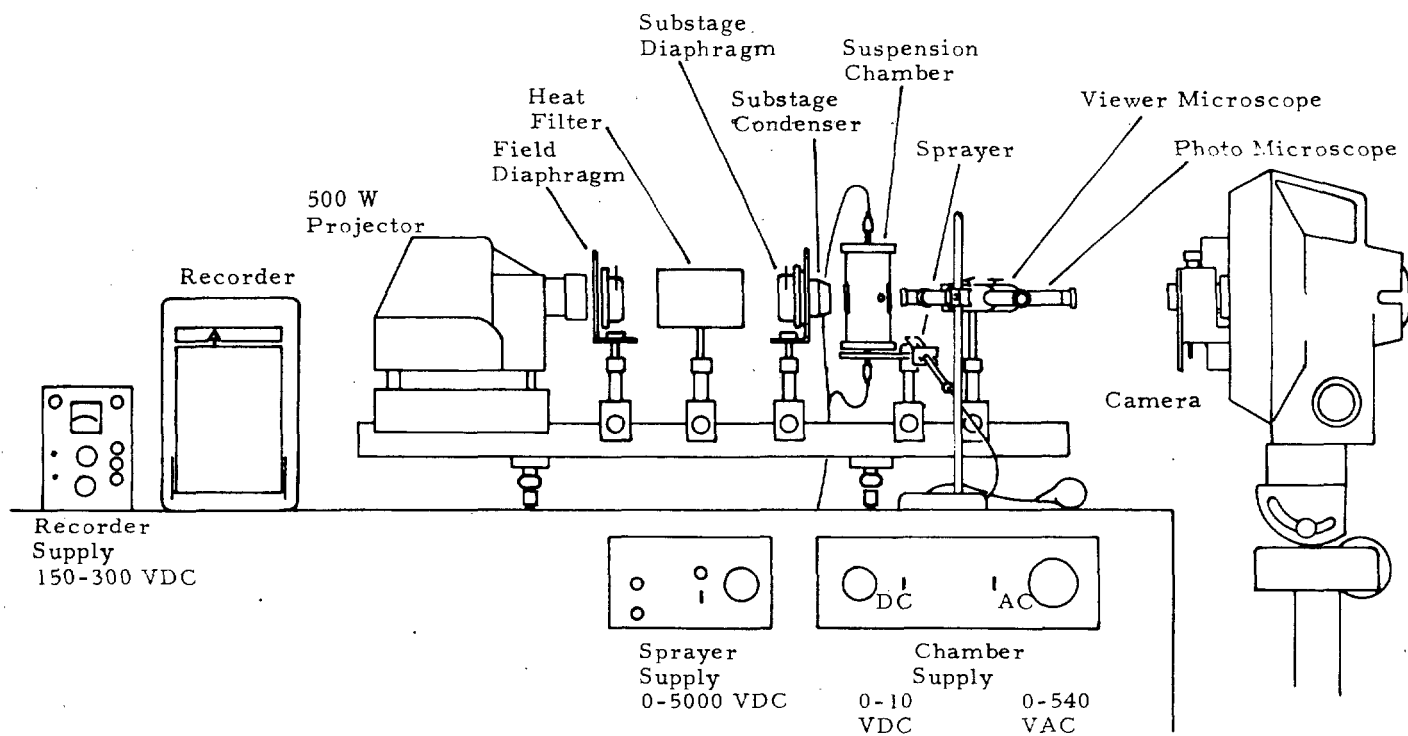 Substage
Diaphragm
Suspension
Chamber
Heat
Filter
Substage
Condenser
Viewer Microscope
Field
Diaphragm
Sprayer
Photo Microscope
500 W
Projector
Recorder
Camera
Recorder
Supply
150-300 VDC
DC
AC
Sprayer
Supply
0-5000 VDC
Chamber
Supply
0-10
VDC
0-540
VAC